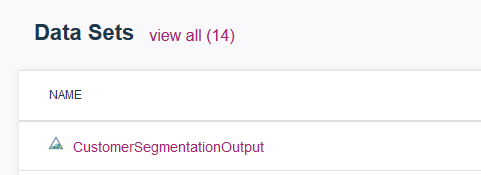 Data Sets view all (14)
NAME
CustomerSegmentationOutput